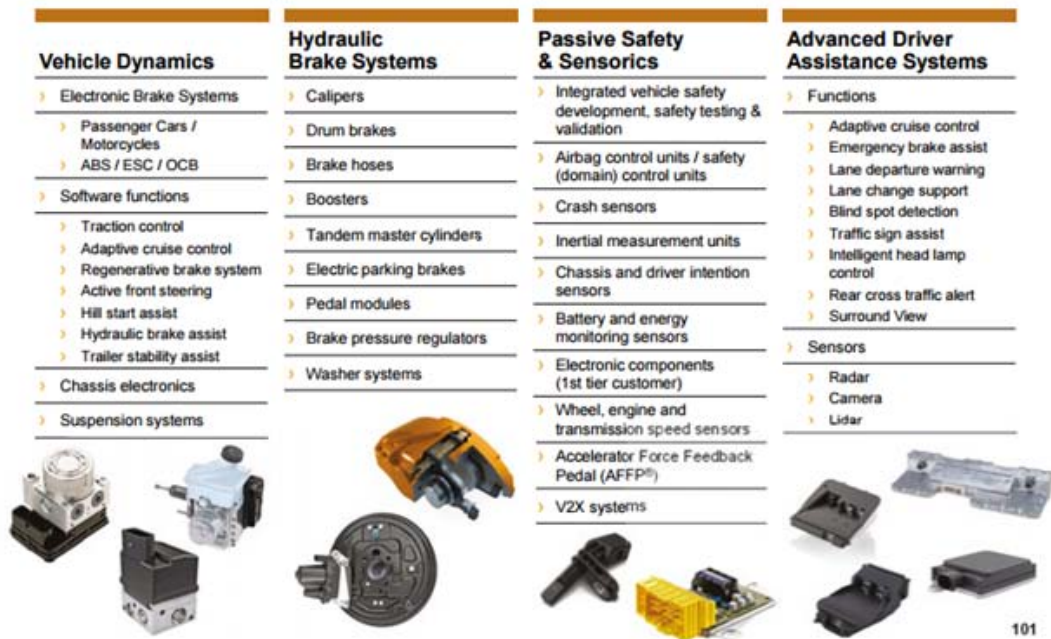 Vehicle Dynamics
› Electronic Brake Systems
› Passenger Cars /
Motorcycles
› ABS / ESC / OCB
› Software functions
› Traction control
› Adaptive cruise control
› Regenerative brake system
› Active front steering
› Hill start assist
› Hydraulic brake assist
› Trailer stability assist
› Chassis electronics
› Suspension systems
Hydraulic
Brake Systems
› Calipers
› Drum brakes
› Brake hoses
› Boosters
› Tandem master cylinders
› Electric parking brakes
› Pedal modules
› Brake pressure regulators
› Washer systems
Passive Safety
& Sensorics
› Integrated vehicle safety
development, safety testing &
validation
› Airbag control units / safety
(domain) control units
› Crash sensors
› Inertial measurement units
› Chassis and driver intention
sensors
› Battery and energy
monitoring sensors
› Electronic components
(1st tier customer)
› Wheel, engine and
transmission speed sensors
› Accelerator Force Feedback
Pedal (AFFP®)
› V2X systems
Advanced Driver
Assistance Systems
› Functions
› Adaptive cruise control
› Emergency brake assist
› Lane departure warning
› Lane change support
› Blind spot detection
› Traffic sign assist
› Intelligent head lamp
control
› Rear cross traffic alert
› Surround View
› Sensors
› Radar
› Camera
› Lidar
101